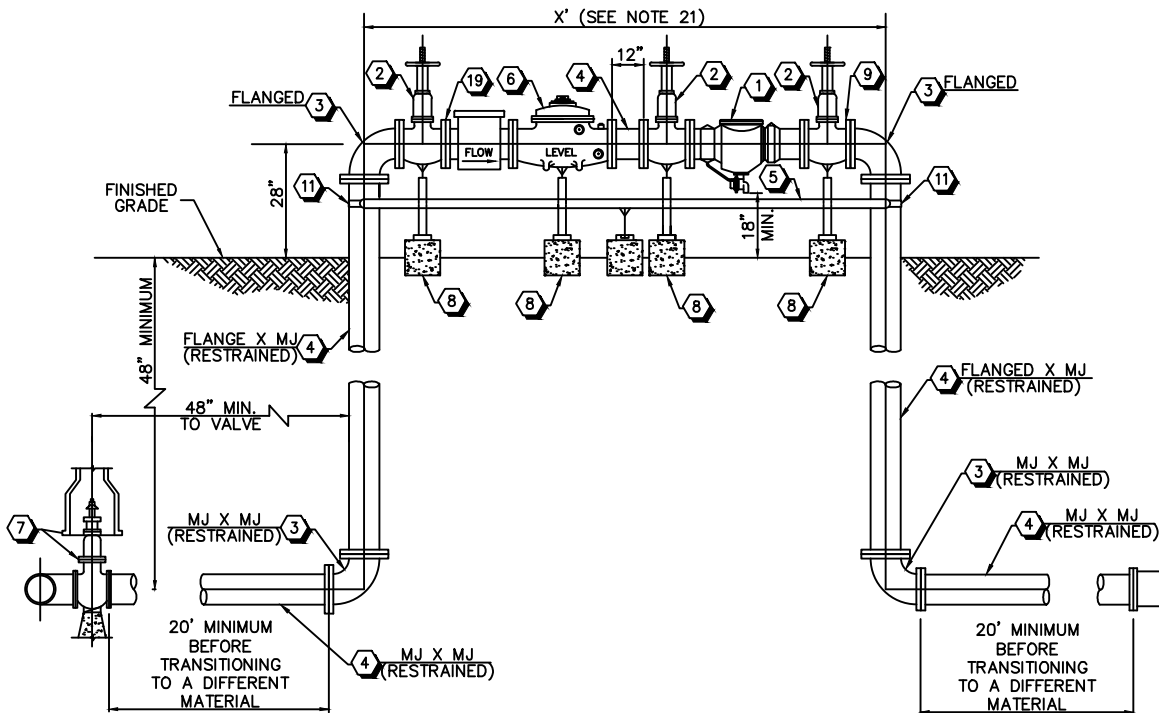 X' (SEE NOTE 21)
12"
2
19
6
4
2
1
2
9
FLANGED
3
3
FLANGED
FLOW
LEVEL
28"
5
11
11
FINISHED
GRADE
18"
MIN.
8
8
8
8
48" MINIMUM
FLANGE X MJ
(RESTRAINED)
4
4
FLANGED X MJ
(RESTRAINED)
48" MIN.
TO VALVE
MJ X MJ
(RESTRAINED)
3
3
MJ X MJ
(RESTRAINED)
7
4
MJ X MJ
(RESTRAINED)
20' MINIMUM
BEFORE
TRANSITIONING
TO A DIFFERENT
MATERIAL
4
MJ X MJ
(RESTRAINED)
20' MINIMUM
BEFORE
TRANSITIONING
TO A DIFFERENT
MATERIAL